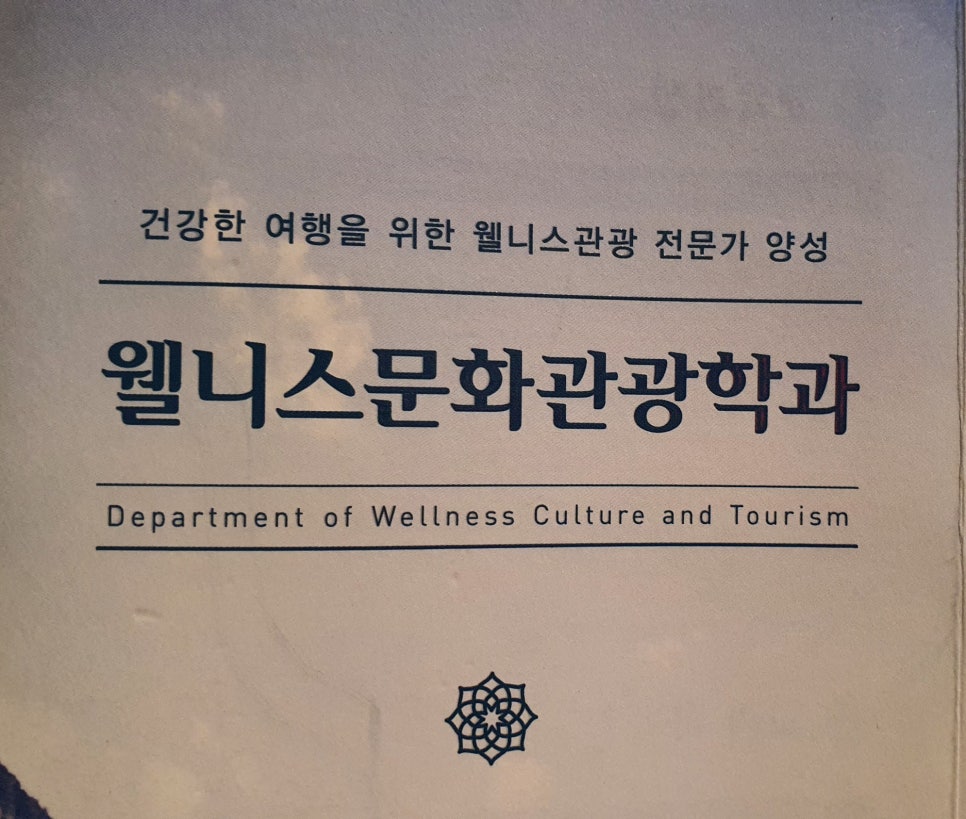 건강한 여행을 위한 웰니스관광 전문가 양성
웰니스문화관광학과
Department of Wellness Culture and Tourism